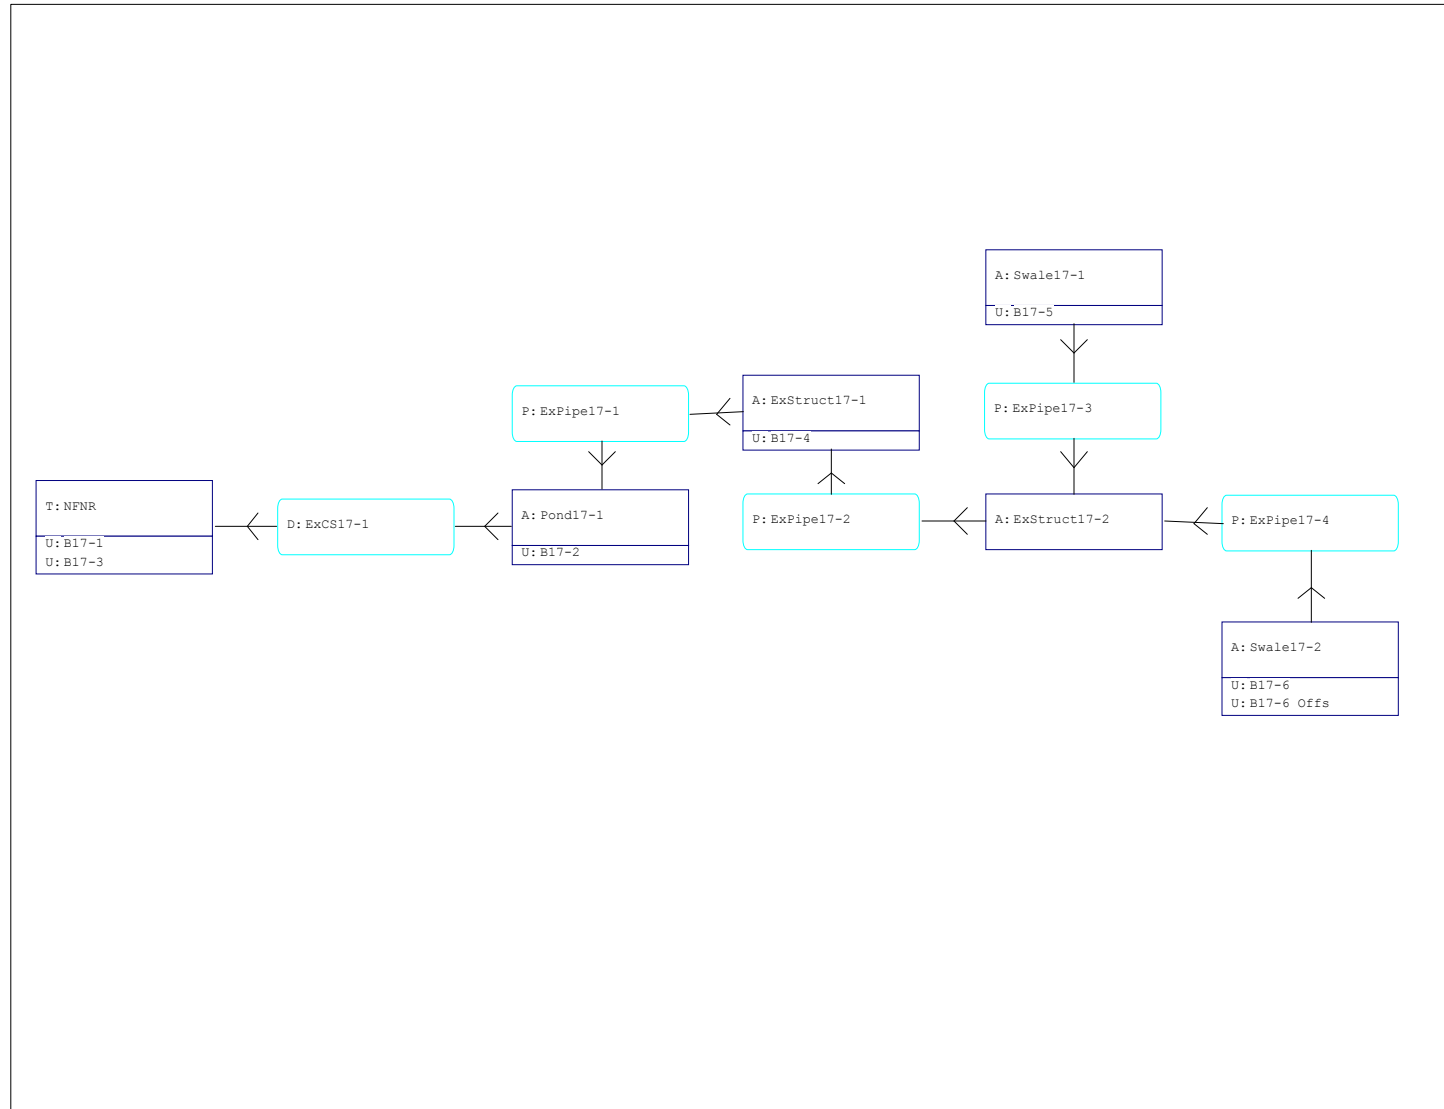 A: Swale17-1
U: B17-5
P: ExPipe17-1
A: ExStruct17-1
U: B17-4
P: ExPipe17-3
T: NFNR
U: B17-1
U: B17-3
D: ExCS17-1
A: Pond17-1
U: B17-2
P: ExPipe17-2
A: ExStruct17-2
P: ExPipe17-4
A: Swale17-2
U: B17-6
U: B17-6 Offs